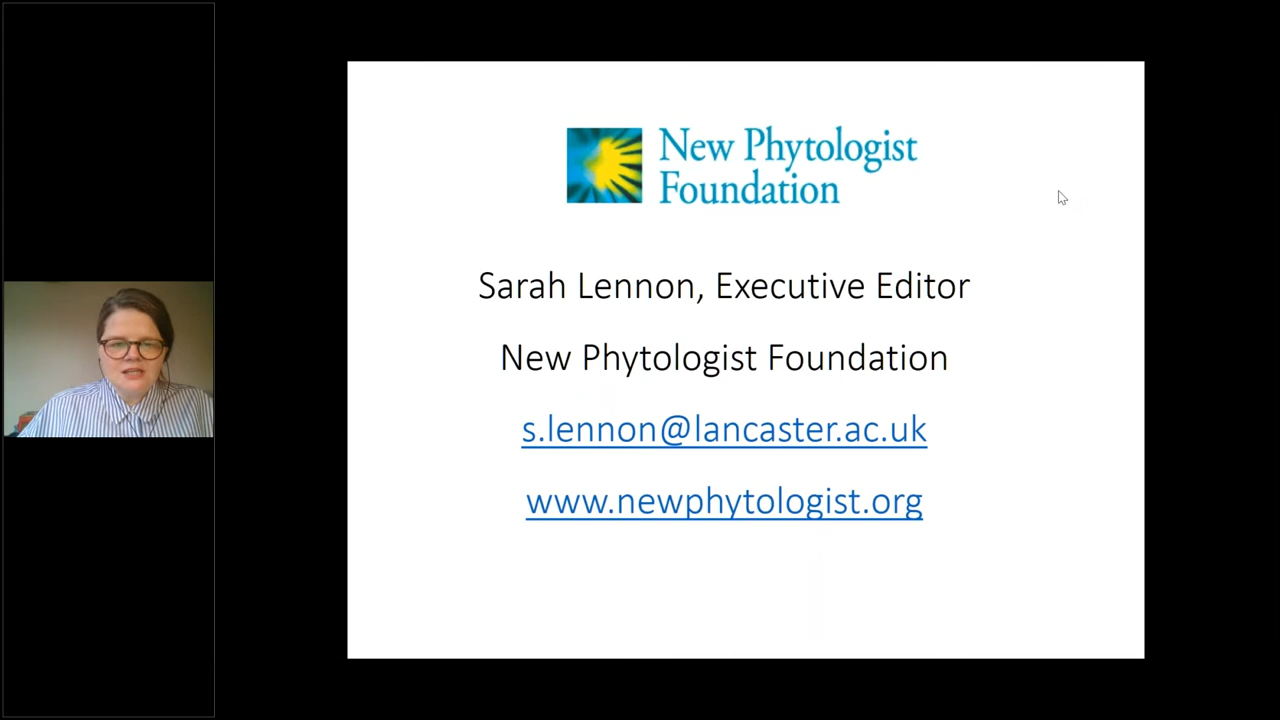 New Phytologist
Foundation
Sarah Lennon, Executive Editor
New Phytologist Foundation
s.lennon@lancaster.ac.uk
www.newphytologist.org